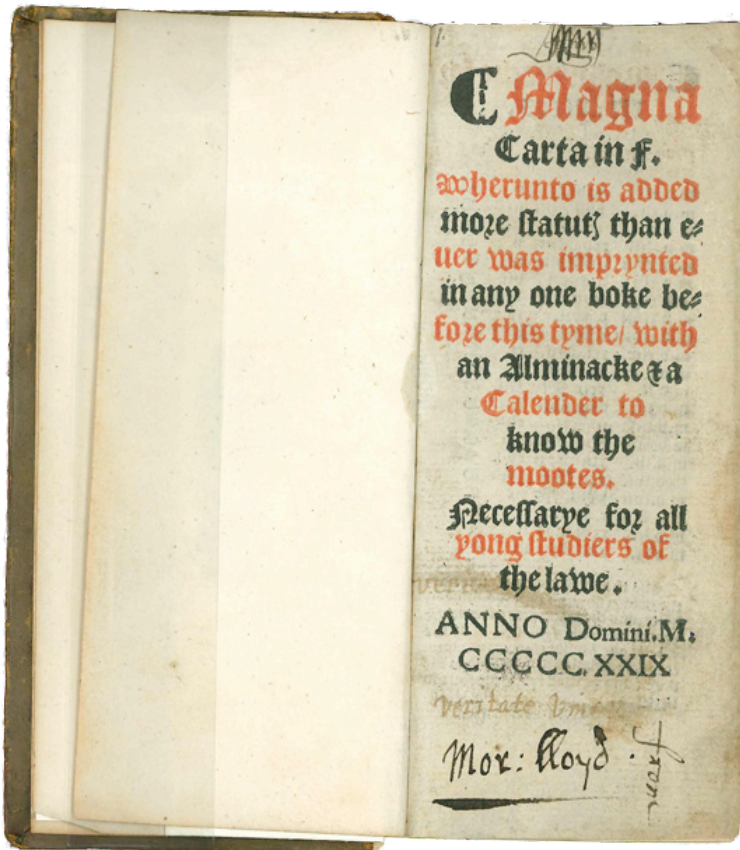 Magna
Carta in f.
wherunto is added
more statutꝭ than e⸗
uer was imprynted
in any one boke be⸗
fore this tyme/ with
an Alminacke & a
Calender to
know the
mootes.
Necessarye for all
yong studiers of
the lawe.
ANNO Domini.M.
CCCCC.XXIX
veritate
Mor: lloyd.